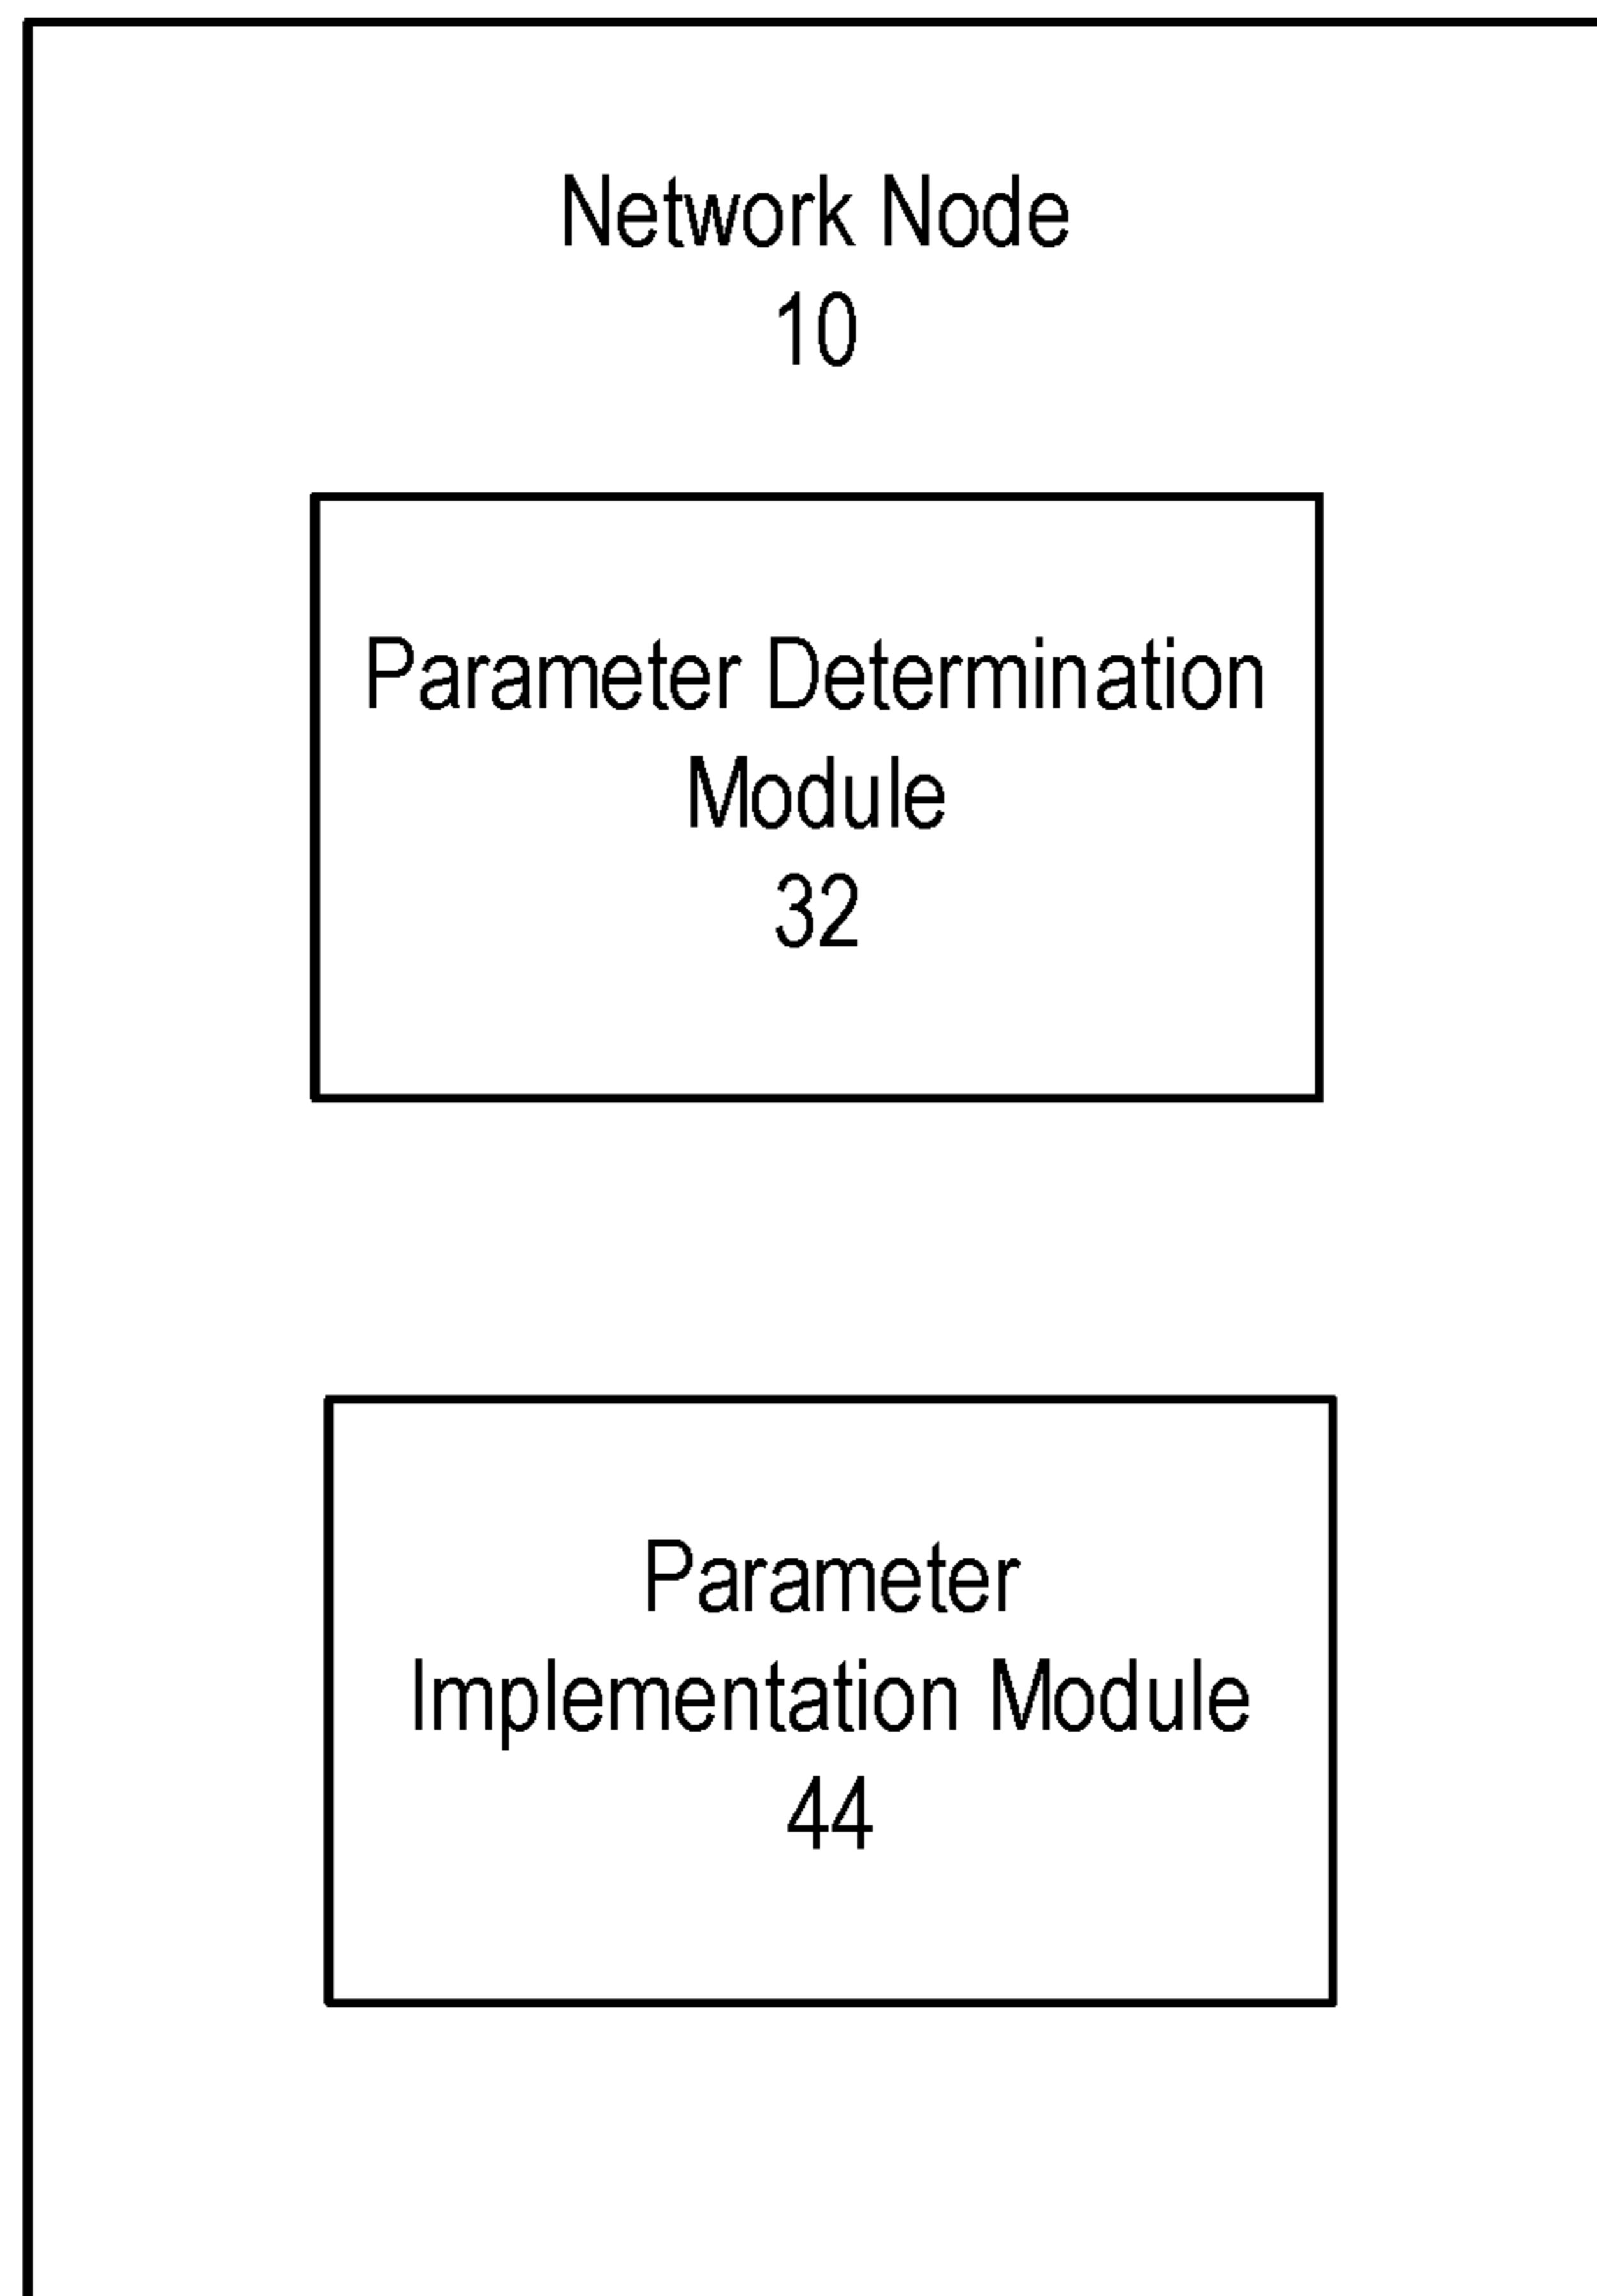 Network Node
10
Parameter Determination
Module
32
Parameter
Implementation Module
44